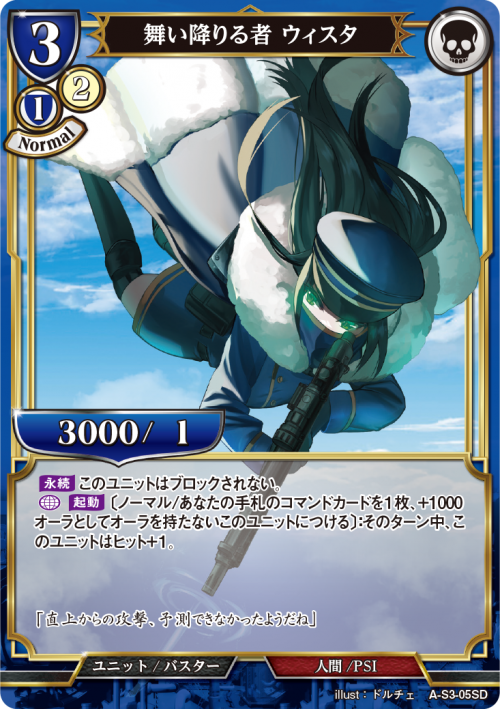 3
舞い降りる者 ウィスタ
1
2
Normal
3000/ 1
永続 このユニットはブロックされない。
起動 〔ノーマル/あなたの手札のコマンドカードを1枚、+1000
オーラとしてオーラを持たないこのユニットにつける〕:そのターン中、こ
のユニットはヒット+1。
「直上からの攻撃、予測できなかったようだね」
ユニット / バスター
人間 /PSI
illust:ドルチェ A-S3-05SD